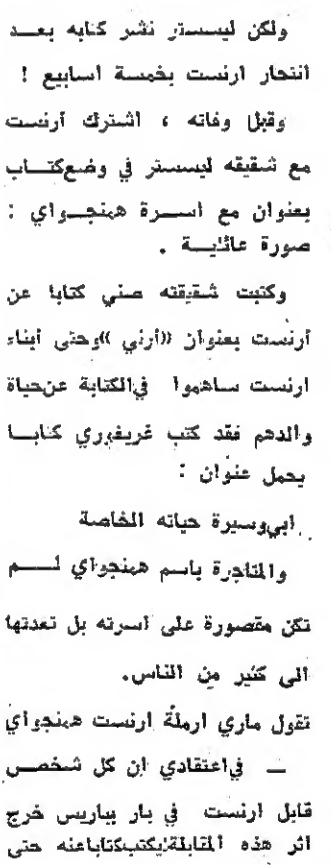 ولكن ليسستر نشر كتابه بعد
انتحار ارنست بخمسة اسابيع !
وقبل وفاته ، اشترك ارنست
مع شقيقه ليسستر في وضع كتاب
بعنوان مع اسرة همنجواي :
صورة عائلية .
وكتبت شقيقته صني كتابا عن
ارنست بعنوان «ارني» وحتى أبناء
ارنست ساهموا في الكتابة عن حياة
والدهم فقد كتب غريغوري كتابا
يحمل عنوان :
ابي وسيرة حياته الخاصة
والمتاجرة باسم همنجواي لم
تكن مقصورة على اسرته بل تعدتها
الى كثير من الناس.
تقول ماري ارملة ارنست همنجواي
ـ في اعتقادي ان كل شخص
قابل ارنست في بار بباريس خرج
اثر هذه المقابلة ليكتب كتابا عنه حتى